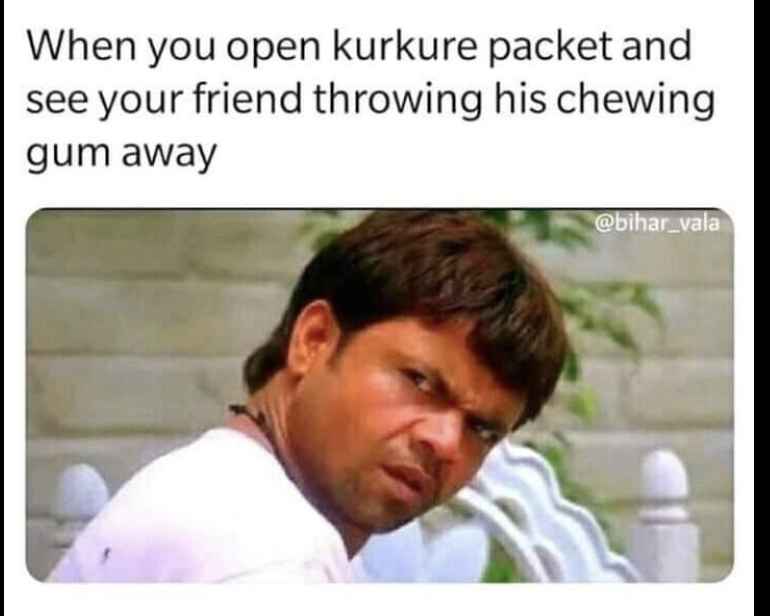 When you open kurkure packet and
see your friend throwing his chewing
gum away
@bihar_vala